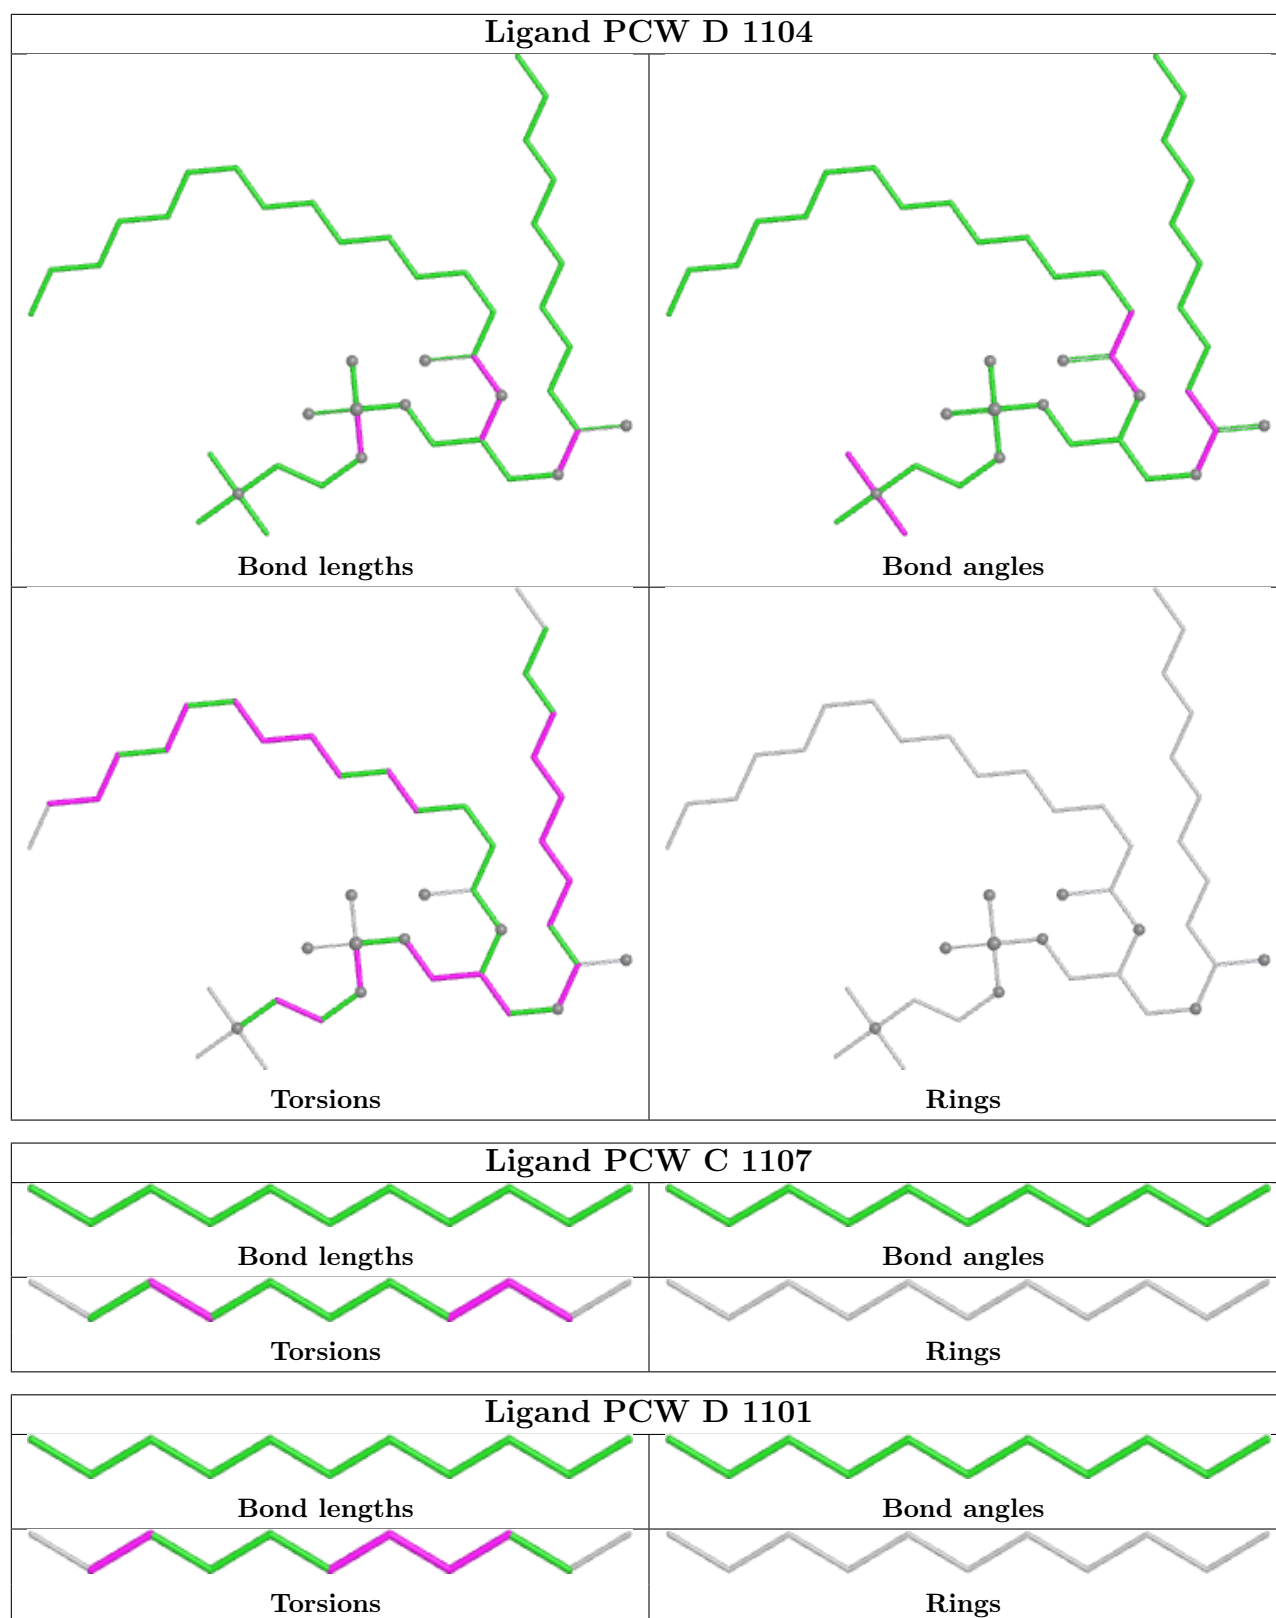 Ligand PCW D 1104
Bond lengths
Bond angles
Torsions
Rings
Ligand PCW C 1107
Bond lengths
Bond angles
Torsions
Rings
Ligand PCW D 1101
Bond lengths
Bond angles
Torsions
Rings